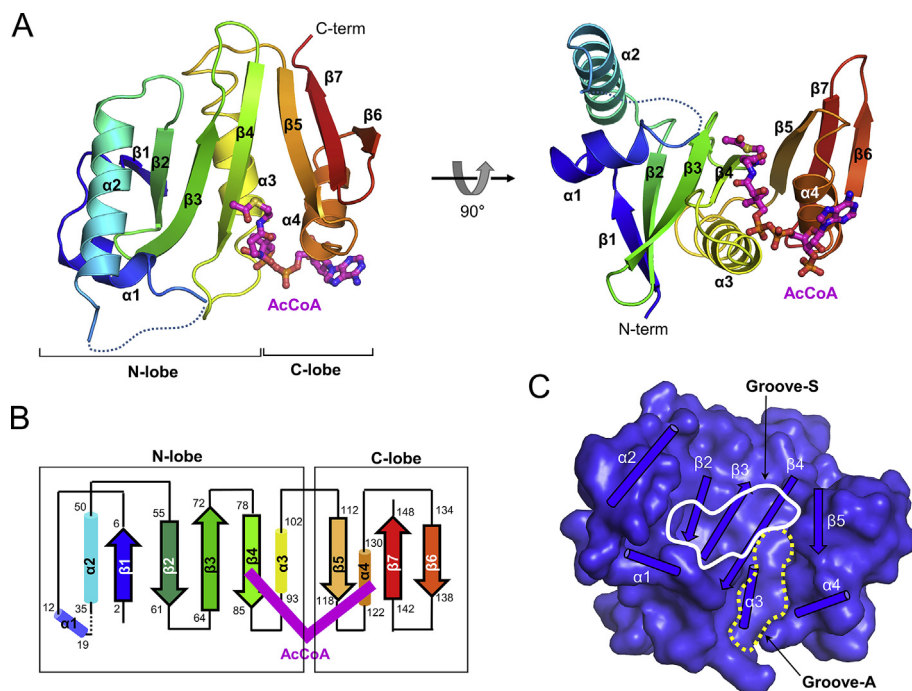 A
C-term
β7
β6
β5
β4
β1
β2
α2
α3
β3
α4
α1
AcCoA
N-lobe
C-lobe
90°
α2
β7
β5
β6
β3
β2
β4
α4
α1
β1
α3
AcCoA
N-term
B
N-lobe
C-lobe
50
6
55
72
78
102
112
130
148
134
α2
β1
β2
β3
β4
α3
β5
α4
β7
β6
12
α1
35
19
2
61
64
85
93
118
122
142
138
AcCoA
C
Groove-S
α2
β2
β3
β4
β5
α1
α3
α4
Groove-A